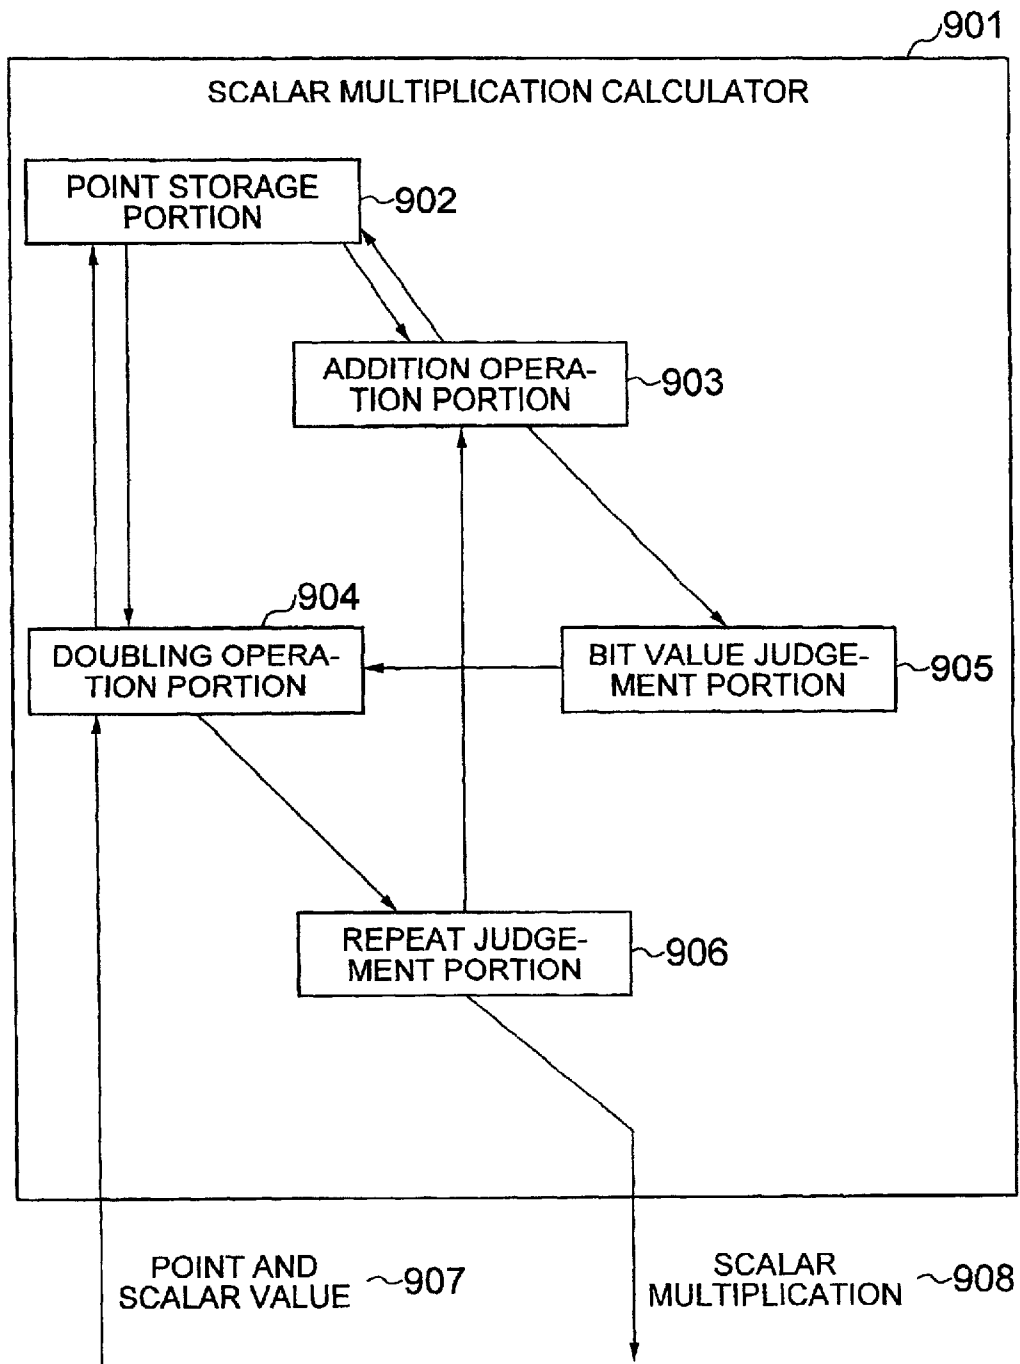 901
SCALAR MULTIPLICATION CALCULATOR
POINT STORAGE
PORTION
902
ADDITION OPERA-
TION PORTION
903
904
DOUBLING OPERA-
TION PORTION
BIT VALUE JUDGE-
MENT PORTION
905
REPEAT JUDGE-
MENT PORTION
906
POINT AND
SCALAR VALUE
907
SCALAR
MULTIPLICATION
908